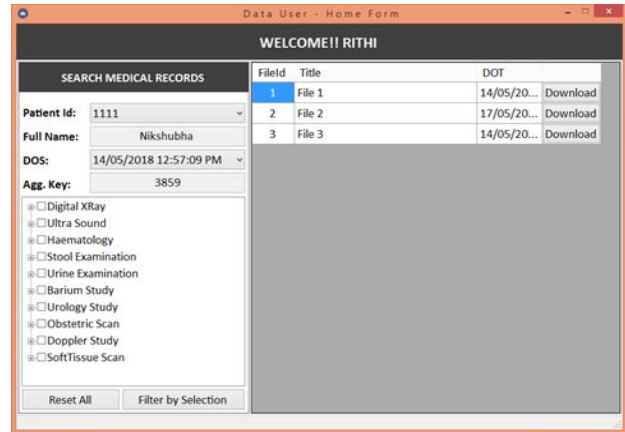 Data User - Home Form
WELCOME!! RITHI
SEARCH MEDICAL RECORDS
Patient Id: 1111
Full Name: Nikshubha
DOS: 14/05/2018 12:57:09 PM
Agg. Key: 3859
Digital XRay
Ultra Sound
Haematology
Stool Examination
Urine Examination
Barium Study
Urology Study
Obstetric Scan
Doppler Study
SoftTissue Scan
Reset All Filter by Selection
FileId Title DOT
1 File 1 14/05/20... Download
2 File 2 17/05/20... Download
3 File 3 14/05/20... Download